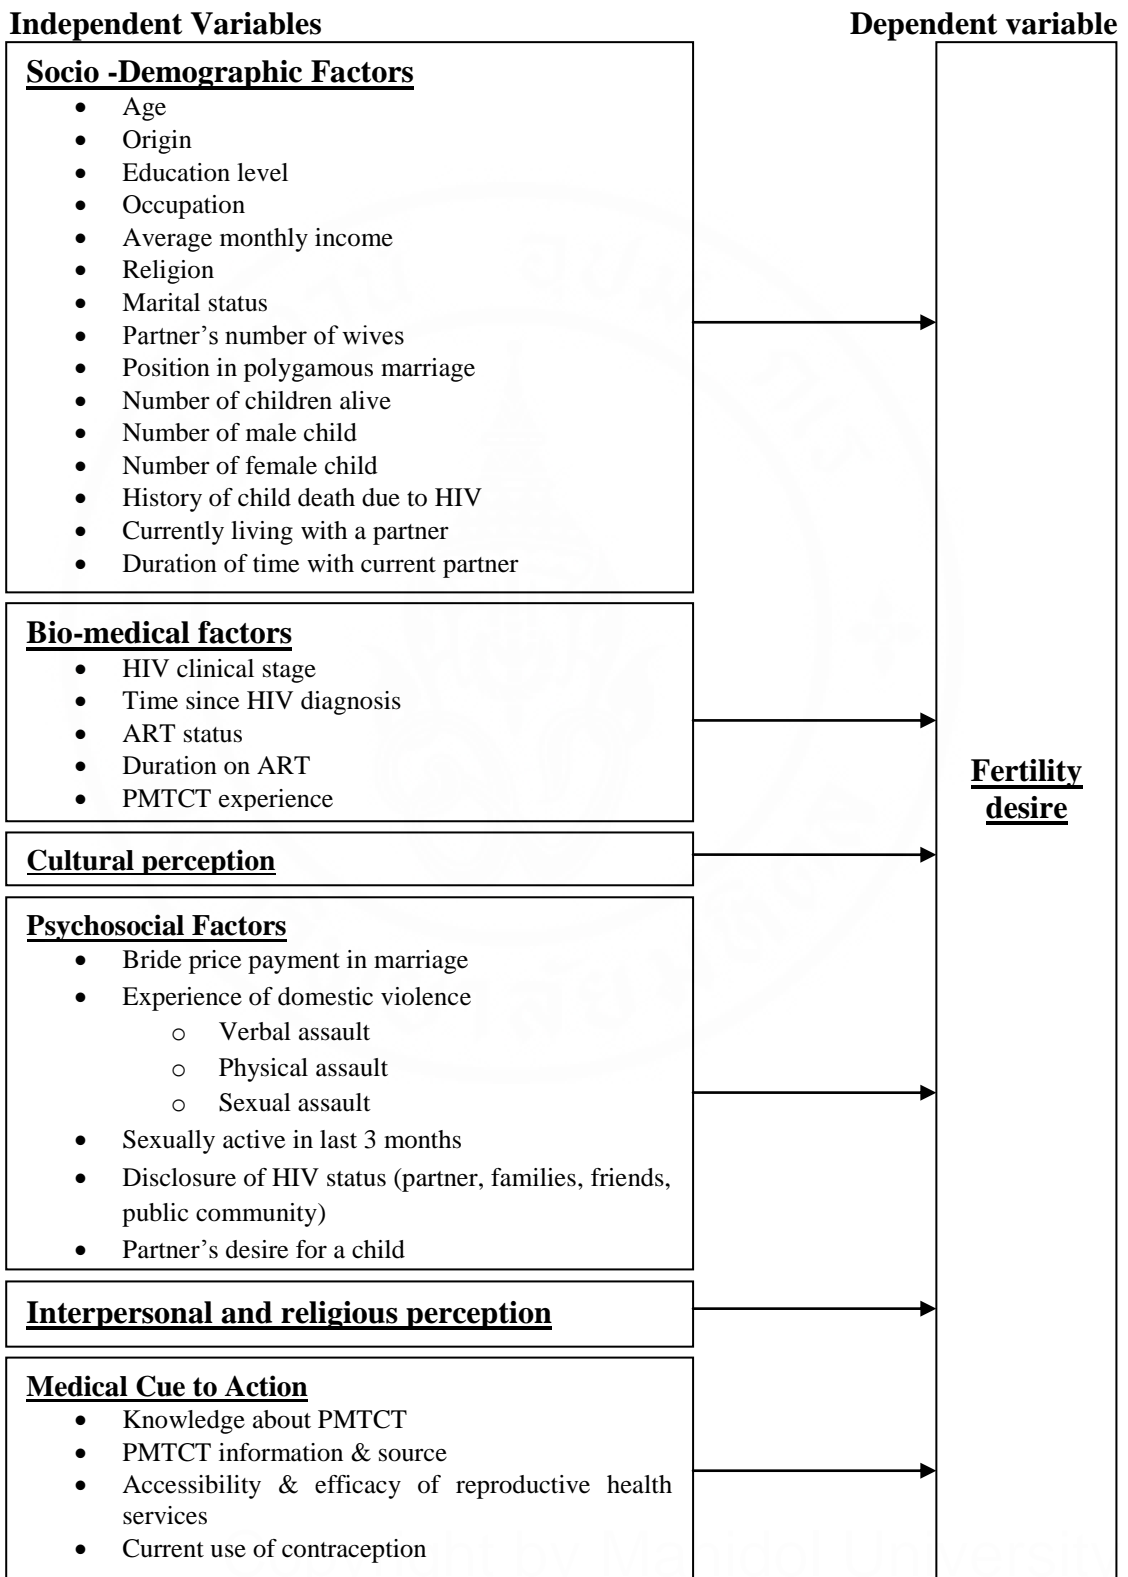 Independent Variables
Dependent variable
Socio -Demographic Factors
• Age
• Origin
• Education level
• Occupation
• Average monthly income
• Religion
• Marital status
• Partner’s number of wives
• Position in polygamous marriage
• Number of children alive
• Number of male child
• Number of female child
• History of child death due to HIV
• Currently living with a partner
• Duration of time with current partner
Bio-medical factors
• HIV clinical stage
• Time since HIV diagnosis
• ART status
• Duration on ART
• PMTCT experience
Cultural perception
Psychosocial Factors
• Bride price payment in marriage
• Experience of domestic violence
o Verbal assault
o Physical assault
o Sexual assault
• Sexually active in last 3 months
• Disclosure of HIV status (partner, families, friends,
public community)
• Partner’s desire for a child
Interpersonal and religious perception
Medical Cue to Action
• Knowledge about PMTCT
• PMTCT information & source
• Accessibility & efficacy of reproductive health
services
• Current use of contraception
Fertility
desire
Copyright by Mahidol University